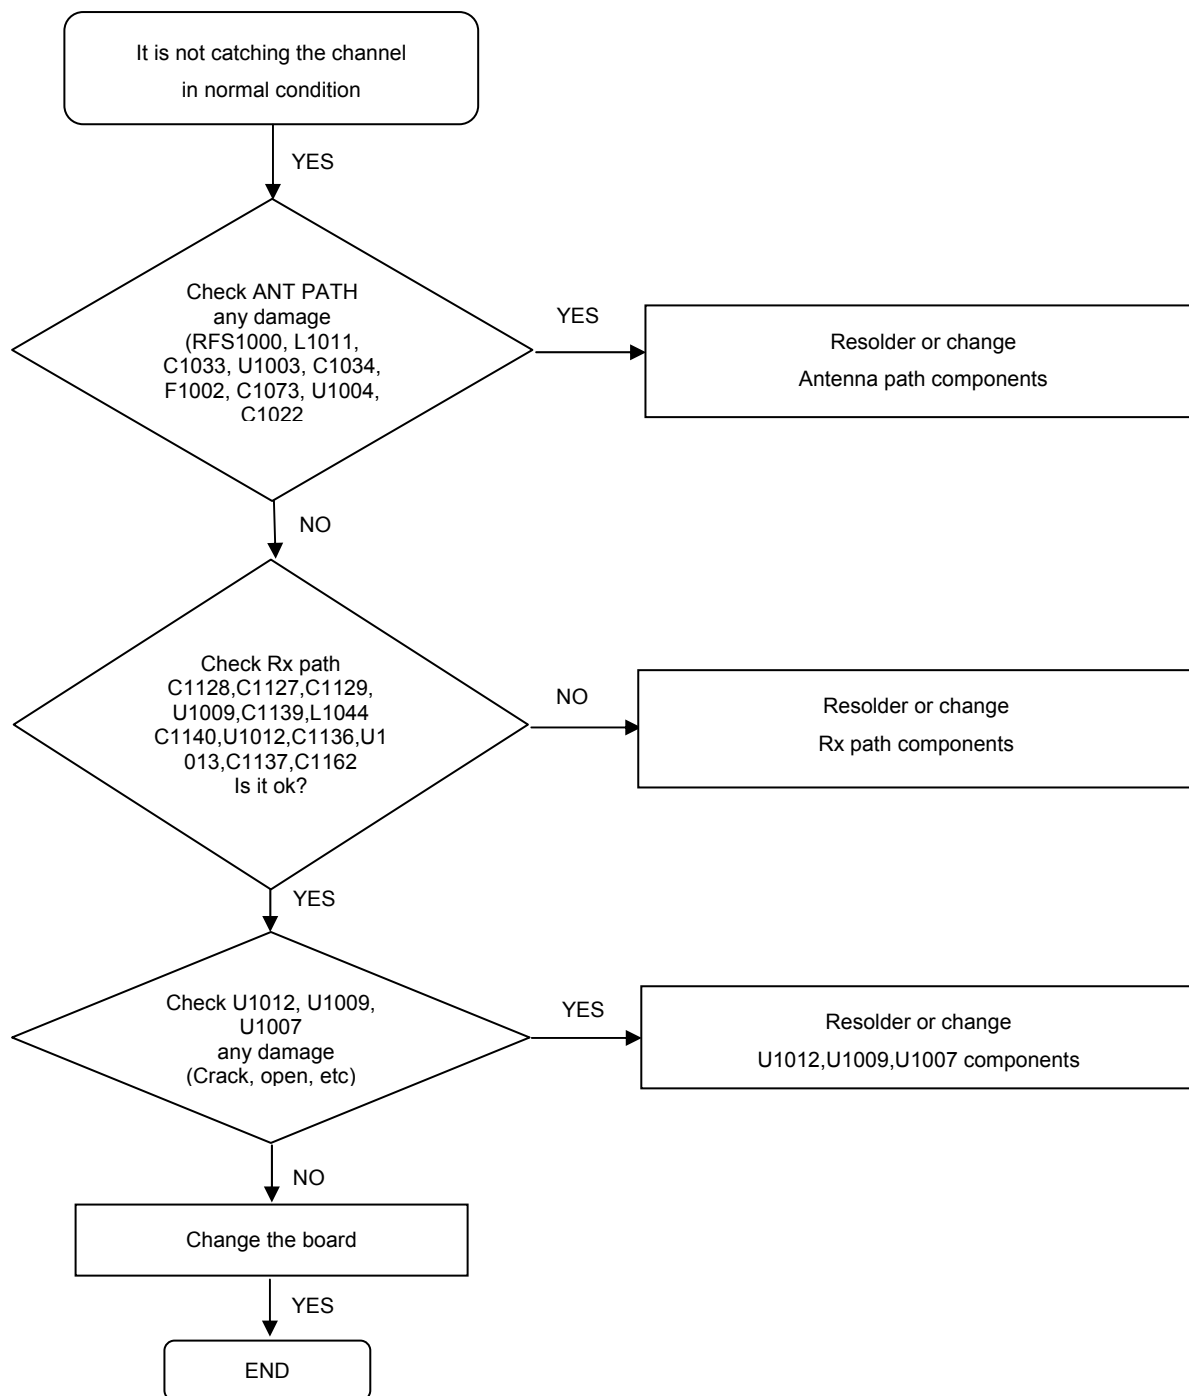 It is not catching the channel
in normal condition
YES
Check ANT PATH
any damage
(RFS1000, L1011,
C1033, U1003, C1034,
F1002, C1073, U1004,
C1022
YES
Resolder or change
Antenna path components
NO
Check Rx path
C1128,C1127,C1129,
U1009,C1139,L1044
C1140,U1012,C1136,U1
013,C1137,C1162
Is it ok?
NO
Resolder or change
Rx path components
YES
Check U1012, U1009,
U1007
any damage
(Crack, open, etc)
YES
Resolder or change
U1012,U1009,U1007 components
NO
Change the board
YES
END